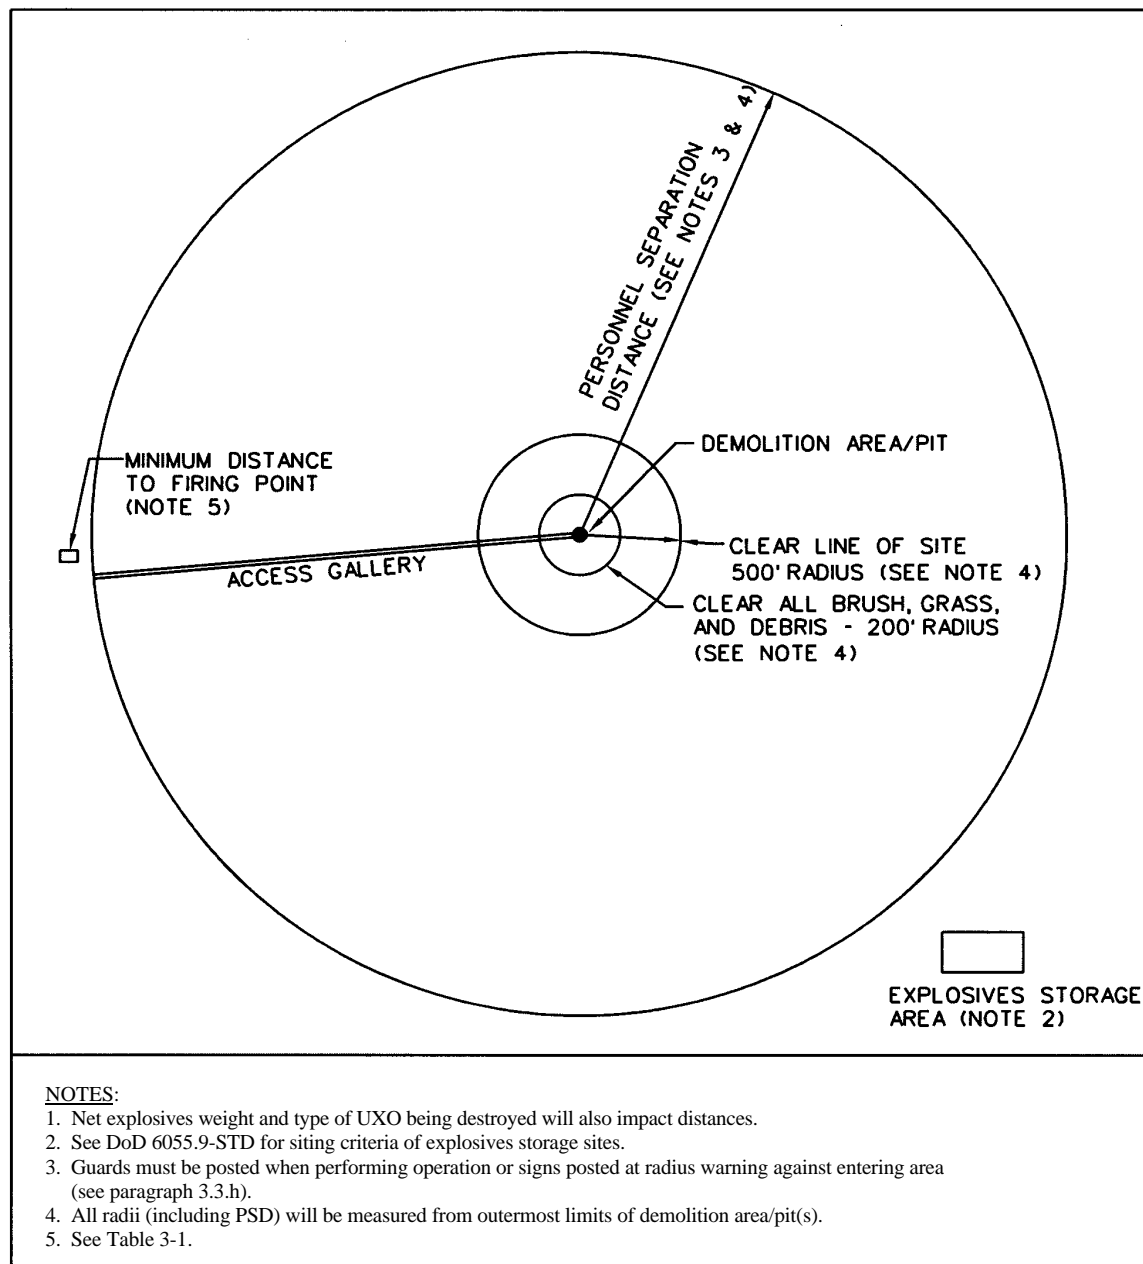 PERSONNEL SEPARATION
DISTANCE (SEE NOTES 3 & 4)
DEMOLITION AREA/PIT
MINIMUM DISTANCE
TO FIRING POINT
(NOTE 5)
CLEAR LINE OF SITE
500' RADIUS (SEE NOTE 4)
ACCESS GALLERY
CLEAR ALL BRUSH, GRASS,
AND DEBRIS - 200' RADIUS
(SEE NOTE 4)
EXPLOSIVES STORAGE
AREA (NOTE 2)
NOTES:
1. Net explosives weight and type of UXO being destroyed will also impact distances.
2. See DoD 6055.9-STD for siting criteria of explosives storage sites.
3. Guards must be posted when performing operation or signs posted at radius warning against entering area
(see paragraph 3.3.h).
4. All radii (including PSD) will be measured from outermost limits of demolition area/pit(s).
5. See Table 3-1.